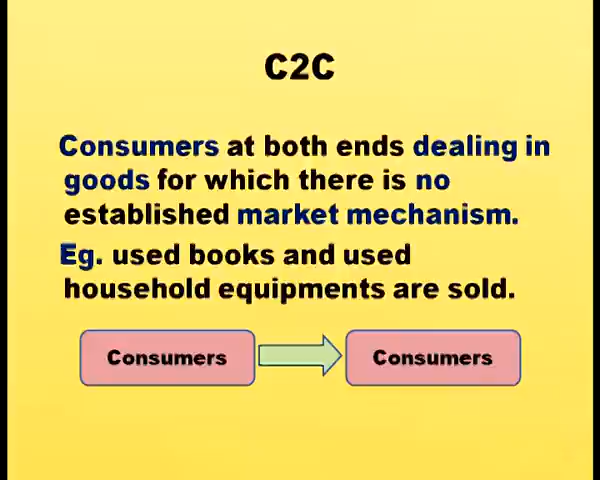 C2C
Consumers at both ends dealing in
goods for which there is no
established market mechanism.
Eg. used books and used
household equipments are sold.
Consumers Consumers